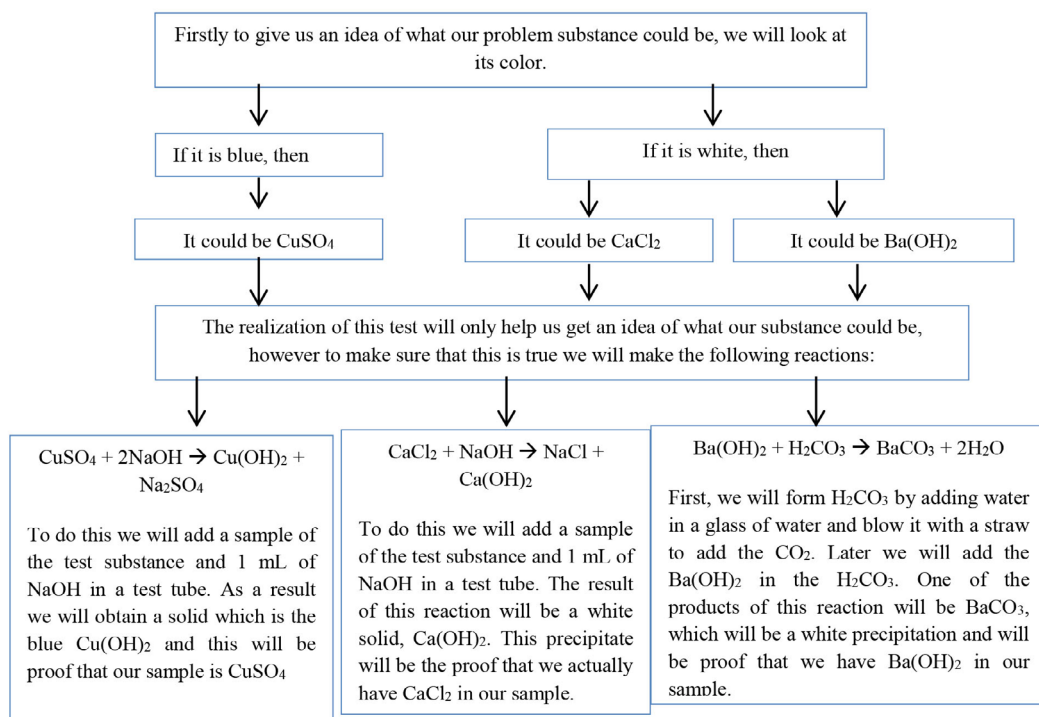 Firstly to give us an idea of what our problem substance could be, we will look at
its color.
If it is blue, then
If it is white, then
It could be CuSO₄
It could be CaCl₂
It could be Ba(OH)₂
The realization of this test will only help us get an idea of what our substance could be,
however to make sure that this is true we will make the following reactions:
CuSO₄ + 2NaOH → Cu(OH)₂ +
Na₂SO₄
To do this we will add a sample of
the test substance and 1 mL of
NaOH in a test tube. As a result
we will obtain a solid which is the
blue Cu(OH)₂ and this will be
proof that our sample is CuSO₄
CaCl₂ + NaOH → NaCl +
Ca(OH)₂
To do this we will add a sample
of the test substance and 1 mL of
NaOH in a test tube. The result
of this reaction will be a white
solid, Ca(OH)₂. This precipitate
will be the proof that we actually
have CaCl₂ in our sample.
Ba(OH)₂ + H₂CO₃ → BaCO₃ + 2H₂O
First, we will form H₂CO₃ by adding water
in a glass of water and blow it with a straw
to add the CO₂. Later we will add the
Ba(OH)₂ in the H₂CO₃. One of the
products of this reaction will be BaCO₃,
which will be a white precipitation and will
be proof that we have Ba(OH)₂ in our
sample.